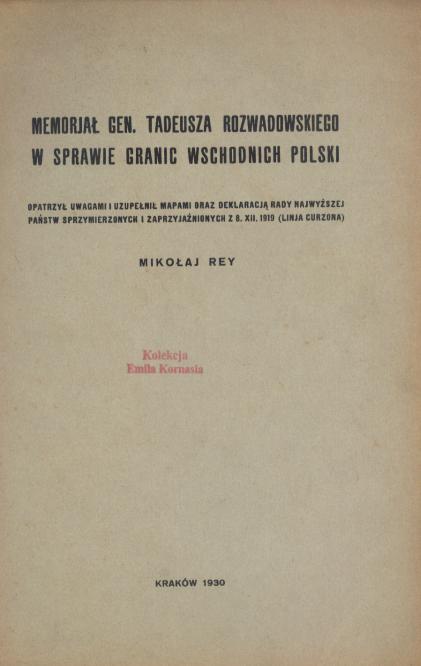 MEMORJAŁ GEN. TADEUSZA ROZWADOWSKIEGO
W SPRAWIE GRANIC WSCHODNICH POLSKI
OPATRZYŁ UWAGAMI I UZUPEŁNIŁ MAPAMI ORAZ DEKLARACJĄ RADY NAJWYŻSZEJ
PAŃSTW SPRZYMIERZONYCH I ZAPRZYJAŹNIONYCH Z 8. XII. 1919 (LINJA CURZONA)
MIKOŁAJ REY
Kolekcja
Emila Kornasia
KRAKÓW 1930